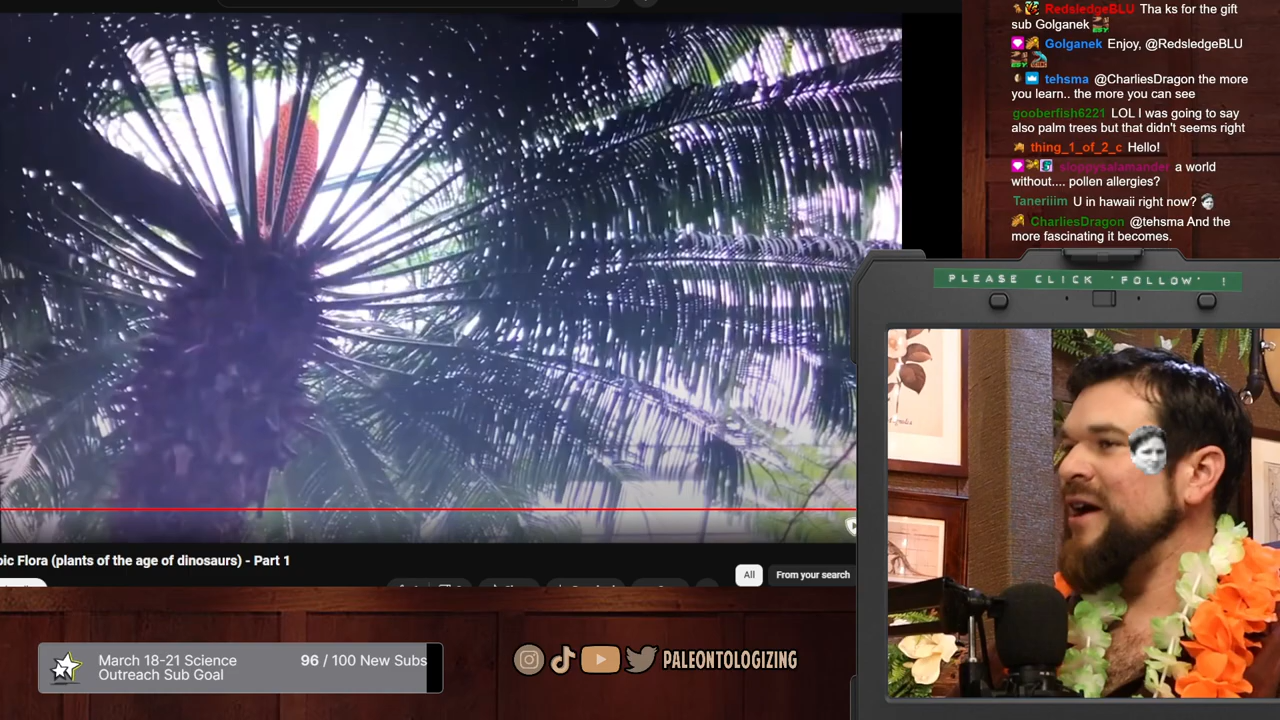 RedsledgeBLU Tha ks for the gift
sub Golganek
Golganek Enjoy, @RedsledgeBLU
tehsma @CharliesDragon the more
you learn.. the more you can see
gooberfish6221 LOL I was going to say
also palm trees but that didn't seems right
thing_1_of_2_c Hello!
sloppysalamander a world
without.... pollen allergies?
Taneriiim U in hawaii right now?
CharliesDragon @tehsma And the
more fascinating it becomes.
PLEASE CLICK 'FOLLOW' !
oic Flora (plants of the age of dinosaurs) - Part 1
All
From your search
March 18-21 Science
Outreach Sub Goal
96 / 100 New Subs
PALEONTOLOGIZING